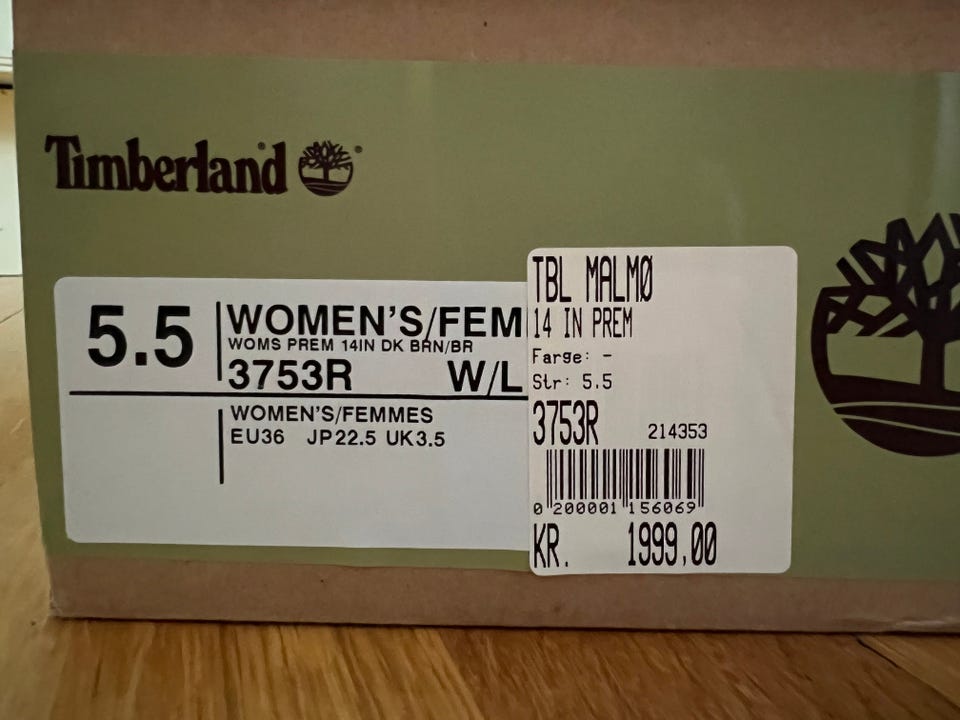 Timberland
5.5
WOMEN'S/FEM
WOMS PREM 14IN DK BRN/BR
3753R W/L
WOMEN'S/FEMMES
EU36 JP22.5 UK3.5
TBL MALMØ
14 IN PREM
Farge: -
Str: 5.5
3753R 214353
0 200001 156069
KR. 1999,00